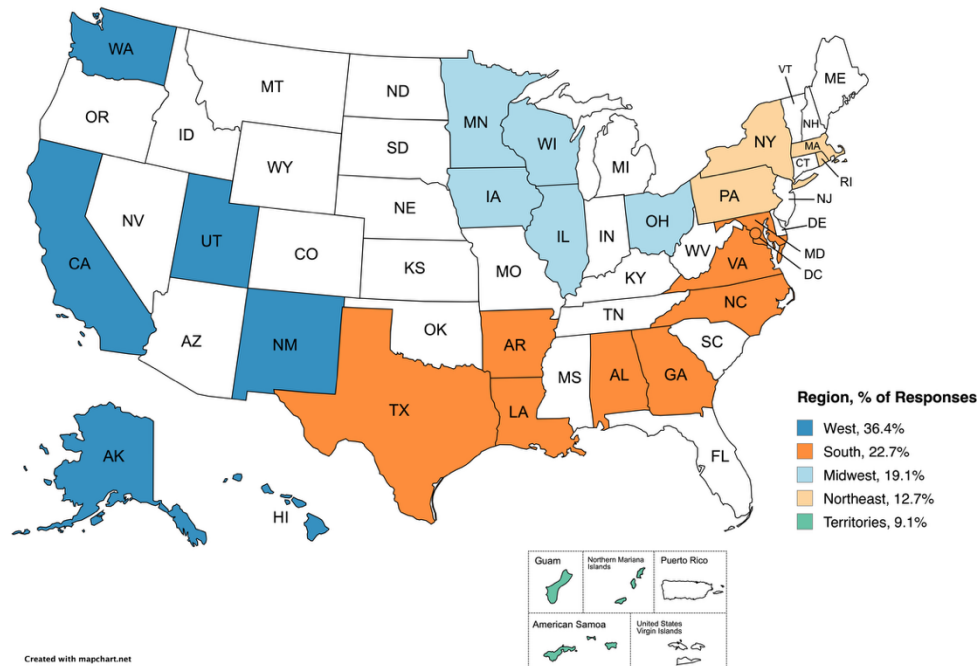 WA
MT
ND
MN
VT
ME
OR
ID
SD
WI
NY
NH
MA
WY
MI
CT
RI
NE
IA
PA
NJ
NV
UT
IL
IN
OH
DE
CA
CO
KS
MO
WV
VA
MD
KY
DC
AZ
NM
OK
AR
TN
NC
SC
TX
LA
MS
AL
GA
FL
AK
HI
Region, % of Responses
West, 36.4%
South, 22.7%
Midwest, 19.1%
Northeast, 12.7%
Territories, 9.1%
Guam
Northern Mariana
Islands
Puerto Rico
American Samoa
United States
Virgin Islands
Created with mapchart.net